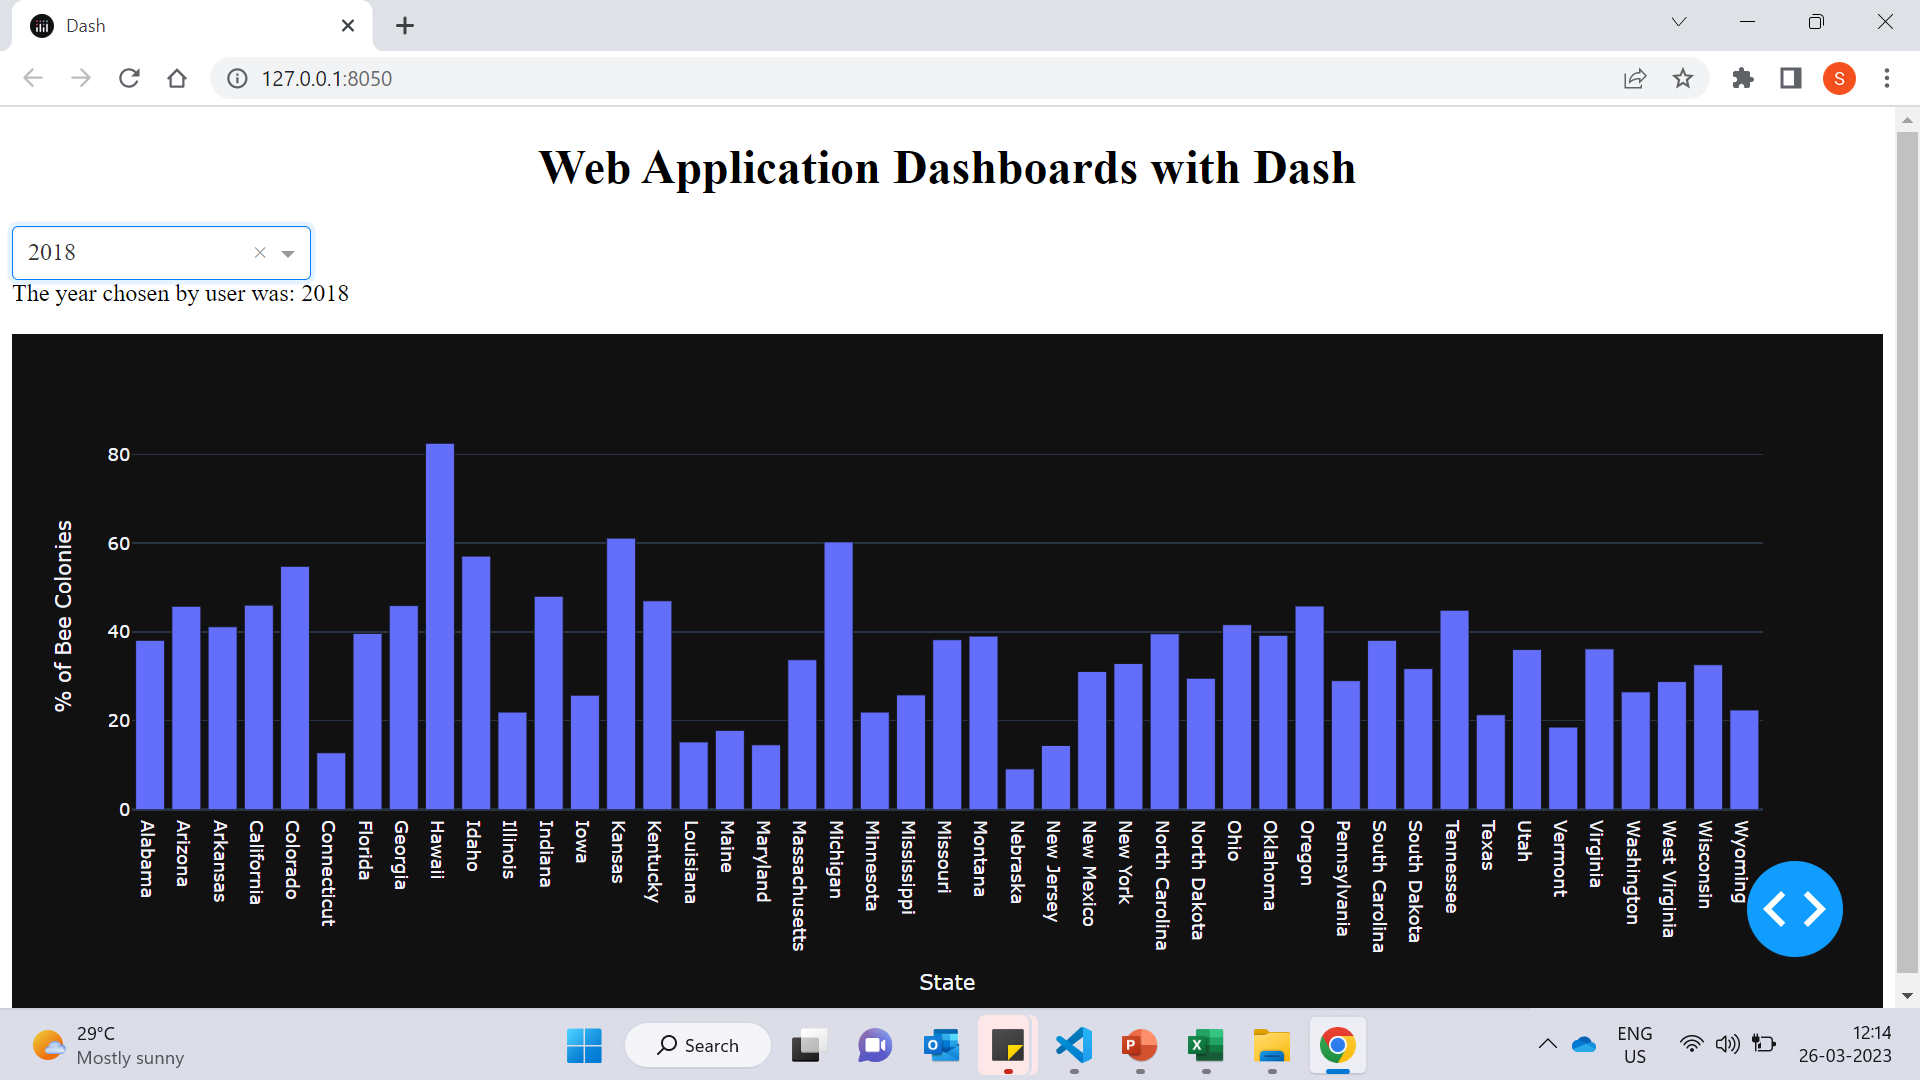 Dash
127.0.0.1:8050
S
Web Application Dashboards with Dash
2018
The year chosen by user was: 2018
80
60
40
20
0
% of Bee Colonies
Alabama
Arizona
Arkansas
California
Colorado
Connecticut
Florida
Georgia
Hawaii
Idaho
Illinois
Indiana
Iowa
Kansas
Kentucky
Louisiana
Maine
Maryland
Massachusetts
Michigan
Minnesota
Mississippi
Missouri
Montana
Nebraska
New Jersey
New Mexico
New York
North Carolina
North Dakota
Ohio
Oklahoma
Oregon
Pennsylvania
South Carolina
South Dakota
Tennessee
Texas
Utah
Vermont
Virginia
Washington
West Virginia
Wisconsin
Wyoming
State
29°C
Mostly sunny
Search
ENG
US
12:14
26-03-2023